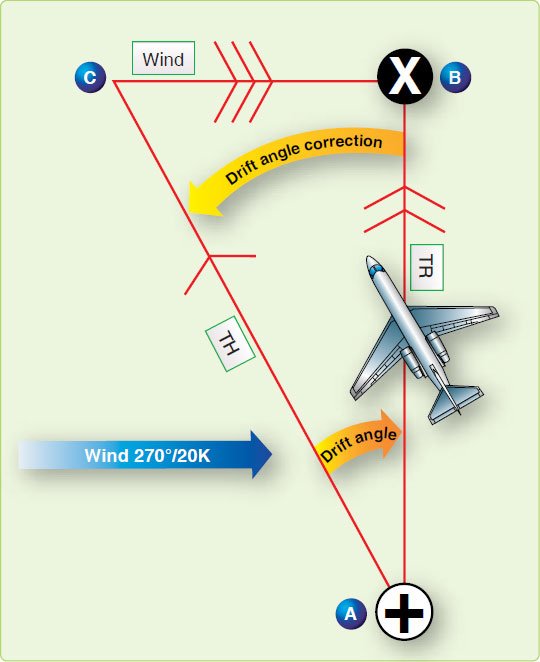 Wind
C
X
B
Drift angle correction
TR
TH
Wind 270°/20K
Drift angle
A